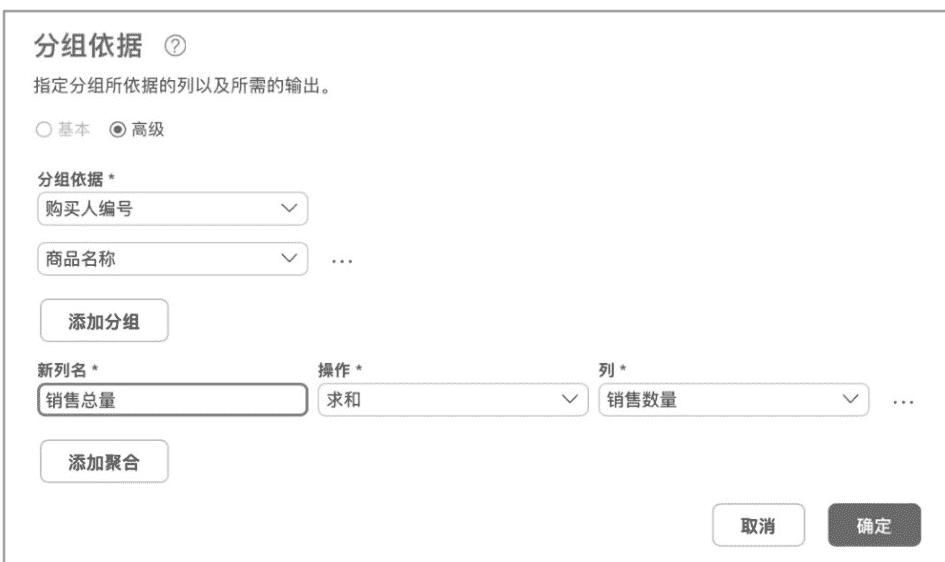 分组依据 ?
指定分组所依据的列以及所需的输出。
基本 高级
分组依据 *
购买人编号
商品名称 ...
添加分组
新列名 * 操作 * 列 *
销售总量 求和 销售数量 ...
添加聚合
取消 确定